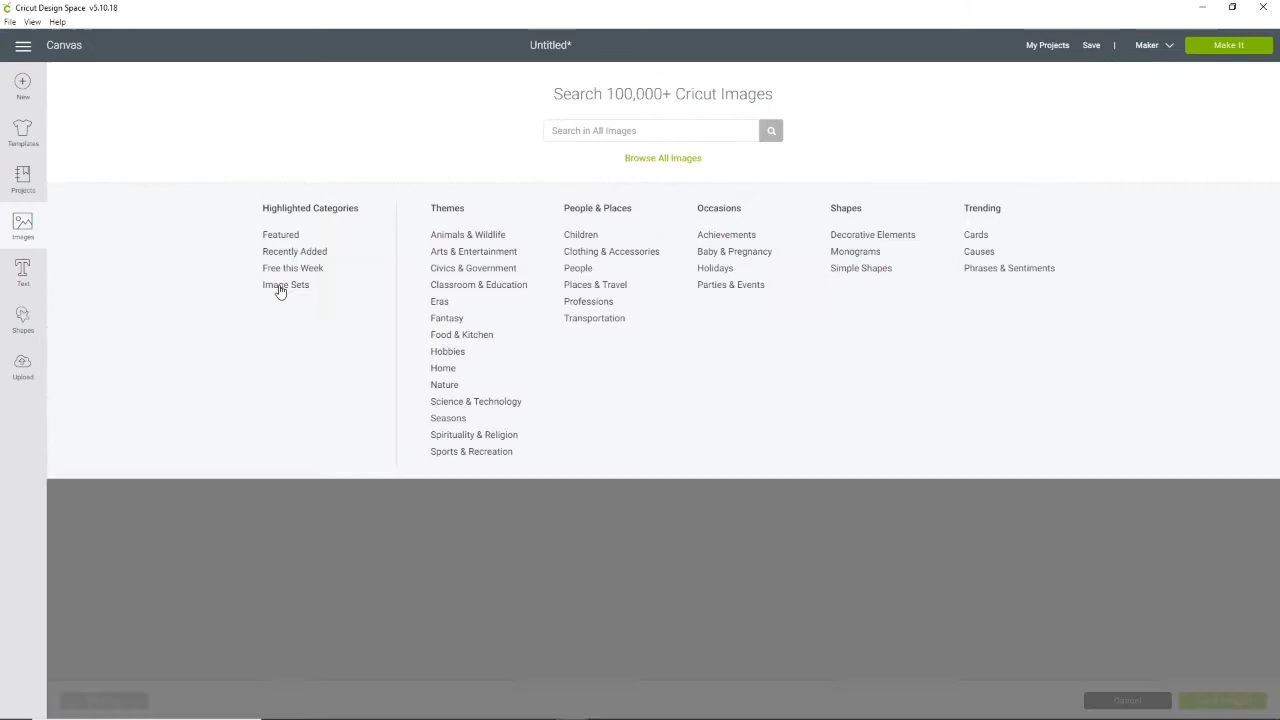 Cricut Design Space v5.10.18
File View Help
Canvas
Untitled*
My Projects Save | Maker Make It
New
Templates
Projects
Images
Text
Shapes
Upload
Search 100,000+ Cricut Images
Search in All Images
Browse All Images
Highlighted Categories
Featured
Recently Added
Free this Week
Image Sets
Themes
Animals & Wildlife
Arts & Entertainment
Civics & Government
Classroom & Education
Eras
Fantasy
Food & Kitchen
Hobbies
Home
Nature
Science & Technology
Seasons
Spirituality & Religion
Sports & Recreation
People & Places
Children
Clothing & Accessories
People
Places & Travel
Professions
Transportation
Occasions
Achievements
Baby & Pregnancy
Holidays
Parties & Events
Shapes
Decorative Elements
Monograms
Simple Shapes
Trending
Cards
Causes
Phrases & Sentiments
Cancel